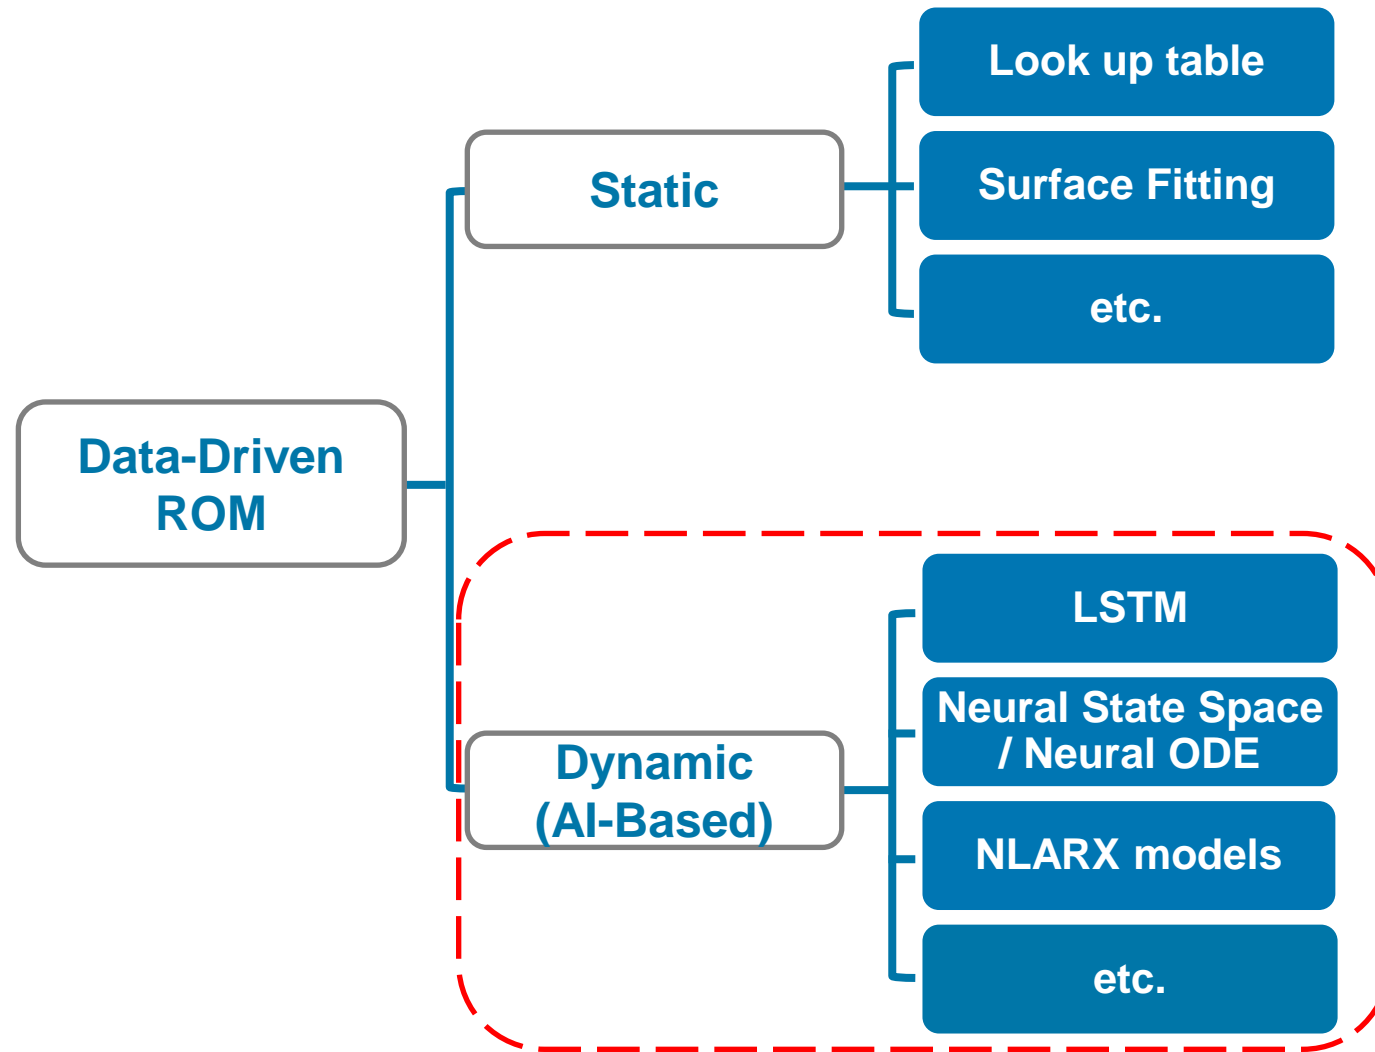 Data-Driven
ROM
Static
Look up table
Surface Fitting
etc.
Dynamic
(AI-Based)
LSTM
Neural State Space
/ Neural ODE
NLARX models
etc.